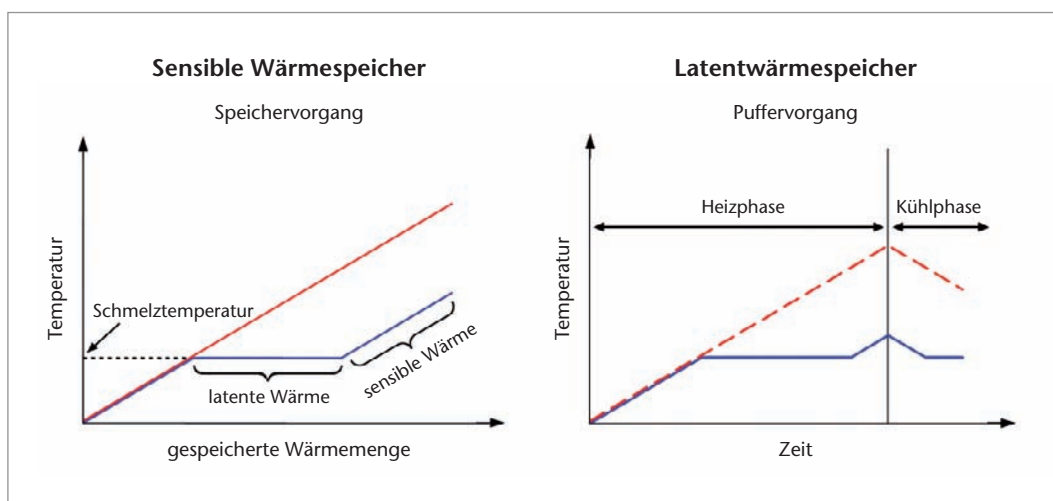 Sensible Wärmespeicher
Speichervorgang
Temperatur
Schmelztemperatur
latente Wärme
sensible Wärme
gespeicherte Wärmemenge
Latentwärmespeicher
Puffervorgang
Heizphase
Kühlphase
Temperatur
Zeit